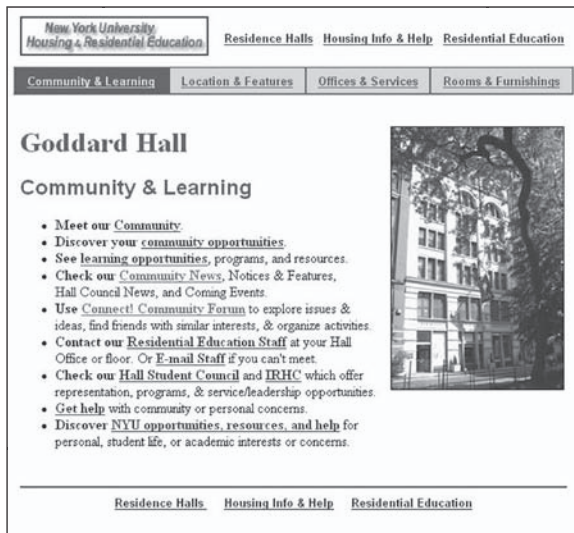 New York University
Housing & Residential Education
Residence Halls Housing Info & Help Residential Education
Community & Learning Location & Features Offices & Services Rooms & Furnishings
Goddard Hall
Community & Learning
• Meet our Community.
• Discover your community opportunities.
• See learning opportunities, programs, and resources.
• Check our Community News, Notices & Features,
Hall Council News, and Coming Events.
• Use Connect! Community Forum to explore issues &
ideas, find friends with similar interests, & organize activities.
• Contact our Residential Education Staff at your Hall
Office or floor. Or E-mail Staff if you can't meet.
• Check our Hall Student Council and IRHC which offer
representation, programs, & service/leadership opportunities.
• Get help with community or personal concerns.
• Discover NYU opportunities, resources, and help for
personal, student life, or academic interests or concerns.
Residence Halls Housing Info & Help Residential Education